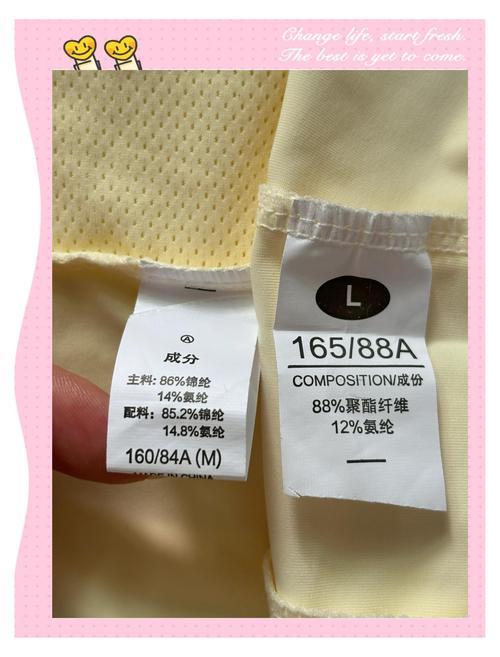 Change life, start fresh.
The best is yet to come.
Ⓐ
成分
主料: 86%锦纶
14%氨纶
配料: 85.2%锦纶
14.8%氨纶
160/84A (M)
MADE IN CHINA
L
165/88A
COMPOSITION/成份
88%聚酯纤维
12%氨纶